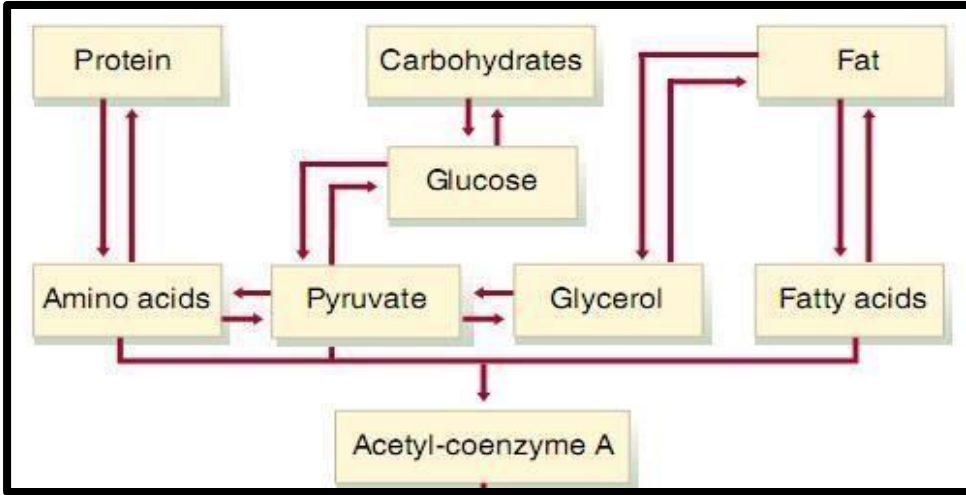 Protein
Carbohydrates
Fat
Glucose
Amino acids
Pyruvate
Glycerol
Fatty acids
Acetyl-coenzyme A